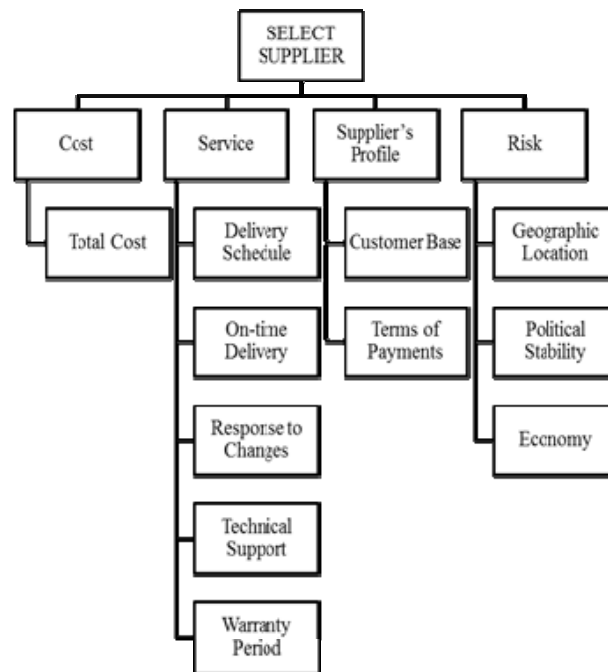 SELECT
SUPPLIER
Cost
Service
Supplier's
Profile
Risk
Total Cost
Delivery
Schedule
On-time
Delivery
Response to
Changes
Technical
Support
Warranty
Period
Customer Base
Terms of
Payments
Geographic
Location
Political
Stability
Economy